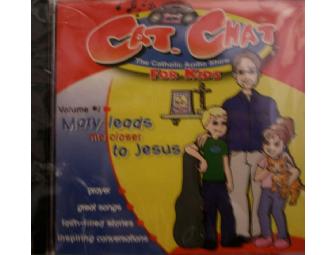 CAT. CHAT
The Catholic Audio Show
FOR KIDS
Volume #2
Mary leads
me closer
to Jesus
prayer
great songs
faith-filled stories
inspiring conversations